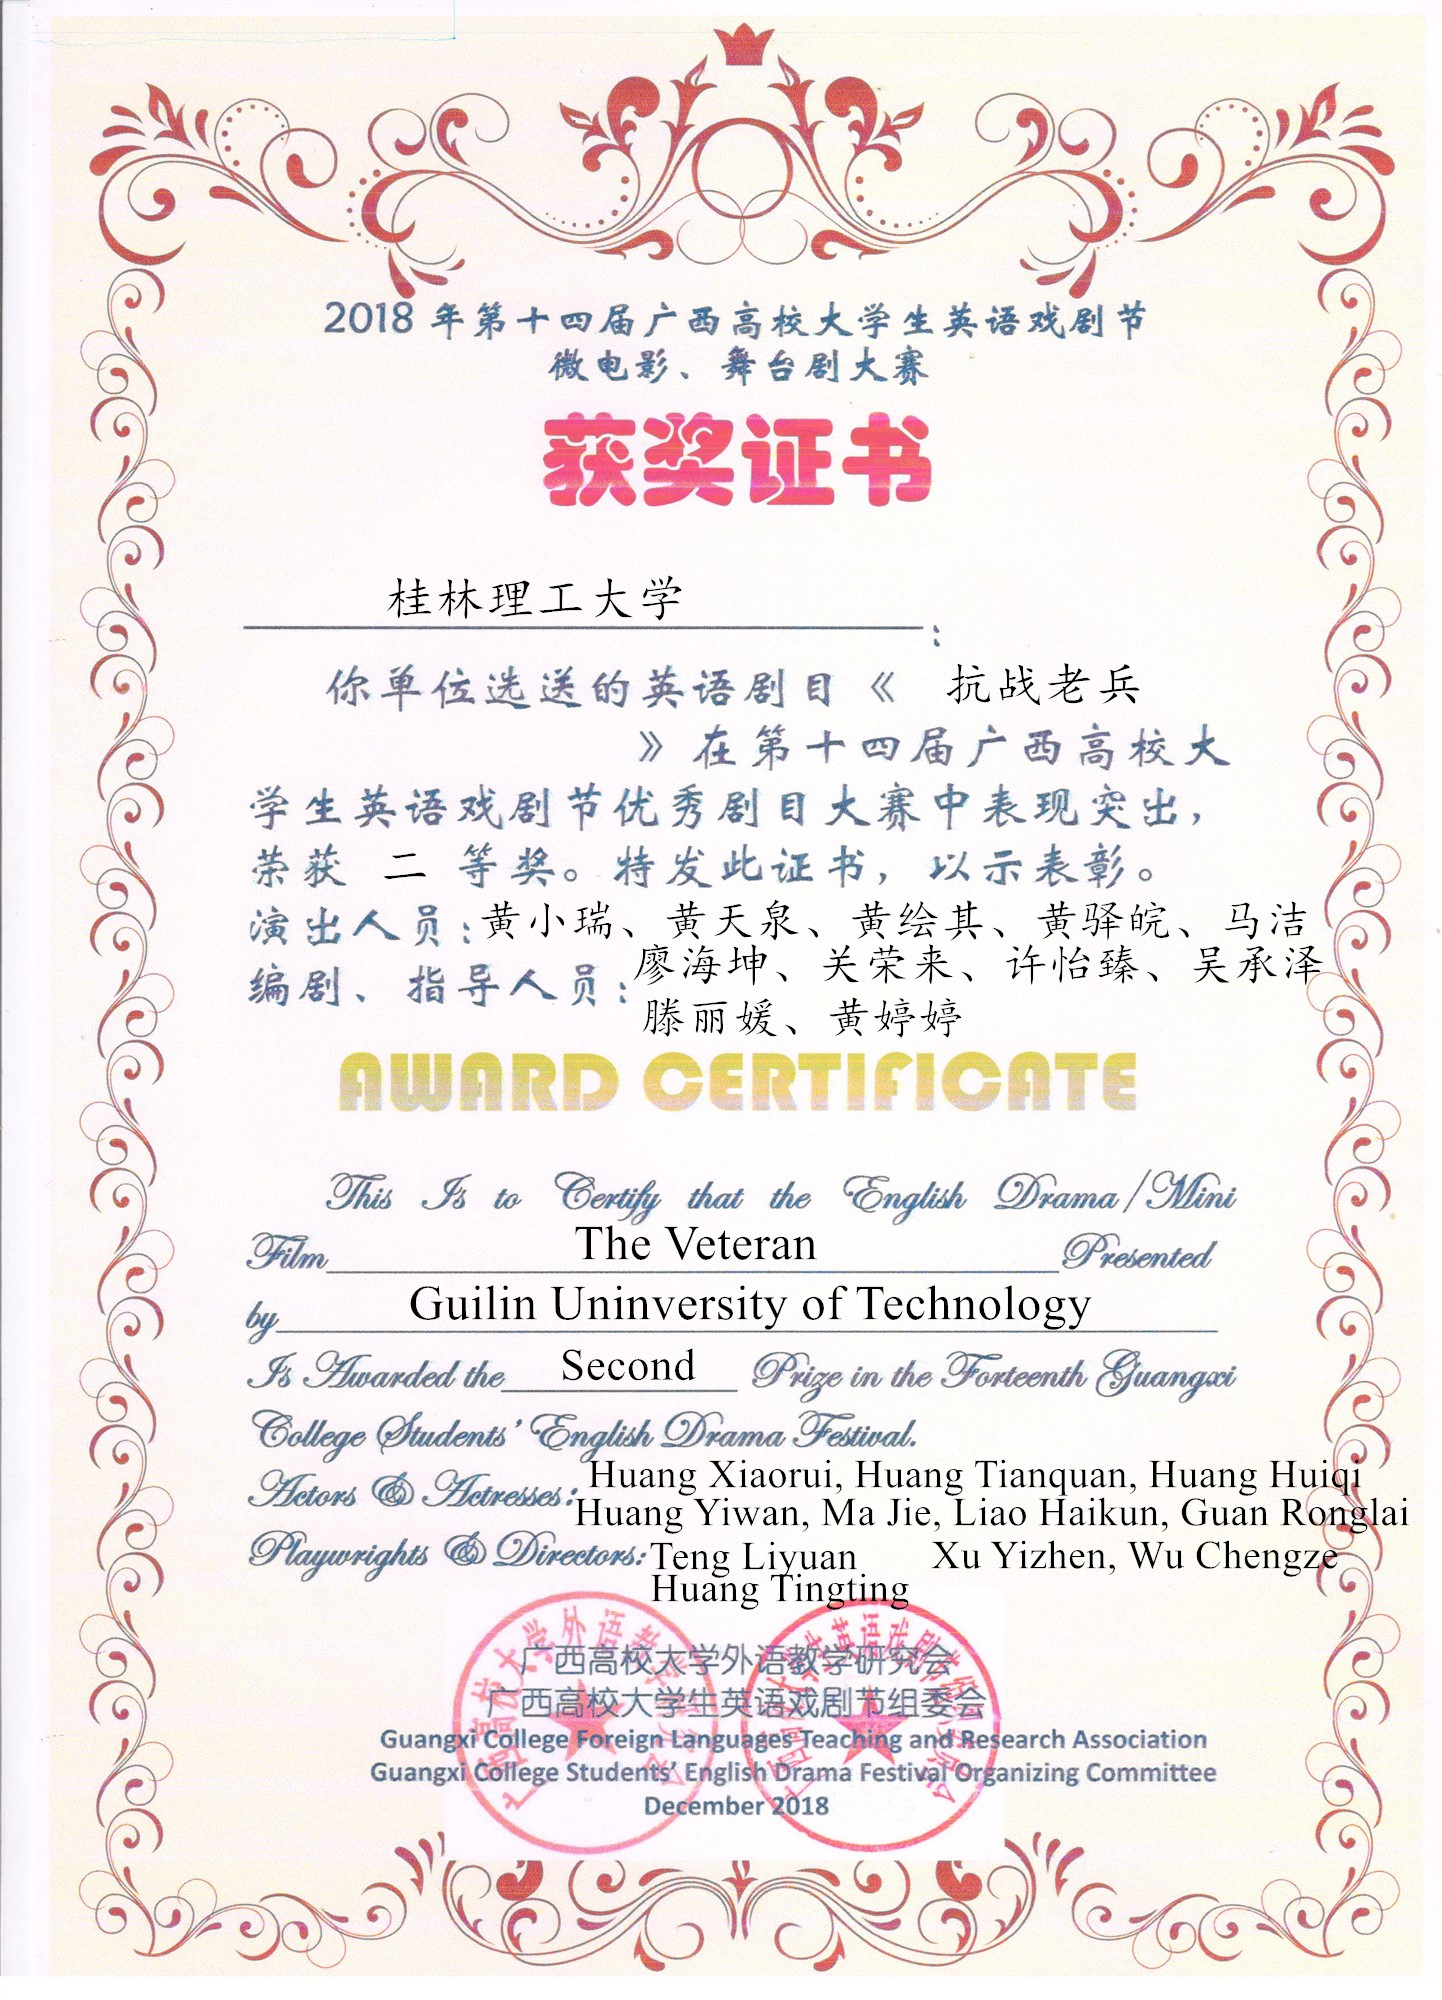 2018 年第十四届广西高校大学生英语戏剧节
微电影、舞台剧大赛
获奖证书
桂林理工大学:
你单位选送的英语剧目《 抗战老兵
》在第十四届广西高校大
学生英语戏剧节优秀剧目大赛中表现突出，
荣获 二 等奖。特发此证书，以示表彰。
演出人员:黄小瑞、黄天泉、黄绘其、黄驿皖、马洁
廖海坤、关荣来、许怡臻、吴承泽
编剧、指导人员:
滕丽媛、黄婷婷
AWARD CERTIFICATE
This Is to Certify that the English Drama/Mini
Film The Veteran Presented
by Guilin Uninversity of Technology
Is Awarded the Second Prize in the Forteenth Guangxi
College Students' English Drama Festival.
Actors & Actresses: Huang Xiaorui, Huang Tianquan, Huang Huiqi
Huang Yiwan, Ma Jie, Liao Haikun, Guan Ronglai
Playwrights & Directors: Teng Liyuan Xu Yizhen, Wu Chengze
Huang Tingting
广西高校大学外语教学研究会
广西高校大学生英语戏剧节组委会
Guangxi College Foreign Languages Teaching and Research Association
Guangxi College Students' English Drama Festival Organizing Committee
December 2018